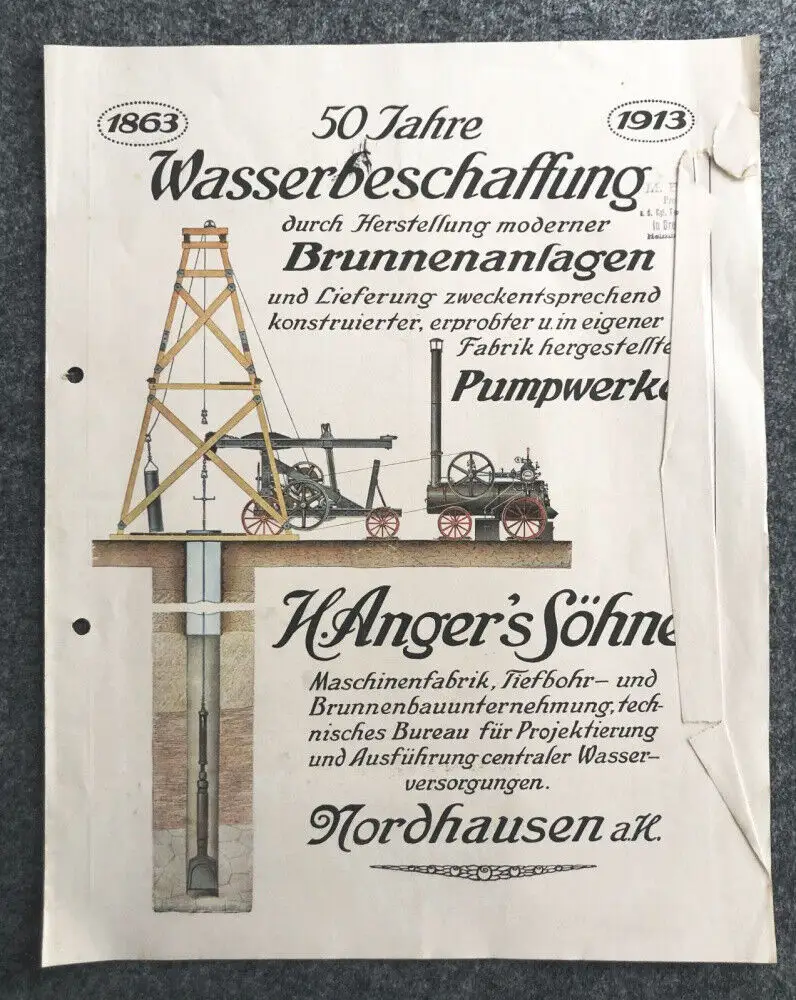 1863
50 Jahre
1913
Wasserbeschaffung
durch Herstellung moderner
Brunnenanlagen
und Lieferung zweckentsprechend
konstruierter, erprobter u. in eigener
Fabrik hergestellte
Pumpwerke
H. Anger's Söhne
Maschinenfabrik, Tiefbohr- und
Brunnenbauunternehmung, tech-
nisches Bureau für Projektierung
und Ausführung centraler Wasser-
versorgungen.
Nordhausen a.H.